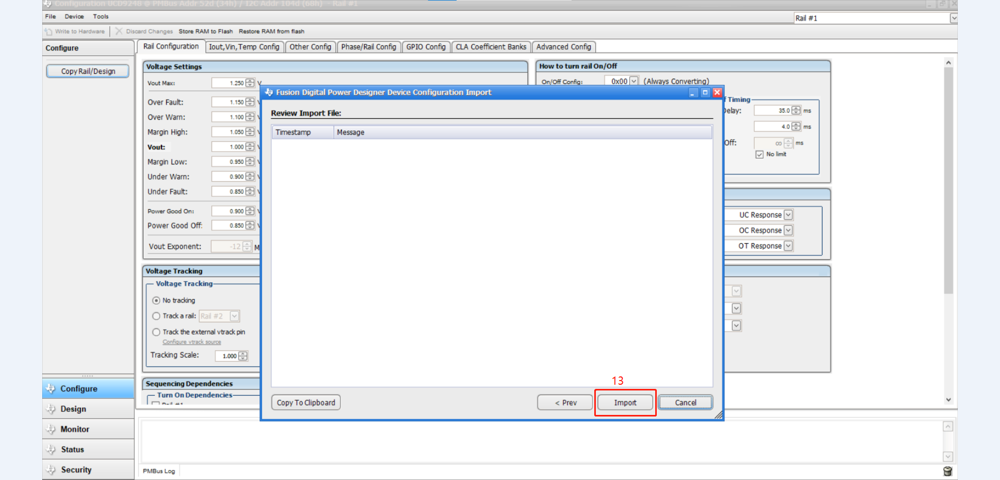 Configuration UCD9248 @ PMBus Addr 52d (34h) / I2C Addr 104d (68h) - Rail #1
File Device Tools
Rail #1
Write to Hardware Discard Changes Store RAM to Flash Restore RAM from flash
Configure
Copy Rail/Design
Rail Configuration Iout,Vin,Temp Config Other Config Phase/Rail Config GPIO Config CLA Coefficient Banks Advanced Config
Voltage Settings
Vout Max: 1.250 V
Over Fault: 1.150
Over Warn: 1.100
Margin High: 1.050
Vout: 1.000
Margin Low: 0.950
Under Warn: 0.900
Under Fault: 0.850
Power Good On: 0.900
Power Good Off: 0.850
Vout Exponent: -12 M
Voltage Tracking
Voltage Tracking
No tracking
Track a rail: Rail #2
Track the external vtrack pin
Configure vtrack source
Tracking Scale: 1.000
Sequencing Dependencies
Turn On Dependencies
Rail #1
How to turn rail On/Off
On/Off Config: 0x00 (Always Converting)
f Timing
Delay: 35.0 ms
4.0 ms
Off: ∞ ms
No limit
UC Response
OC Response
OT Response
Fusion Digital Power Designer Device Configuration Import
Review Import File:
Timestamp Message
13
Copy To Clipboard < Prev Import Cancel
Configure
Design
Monitor
Status
Security
PMBus Log